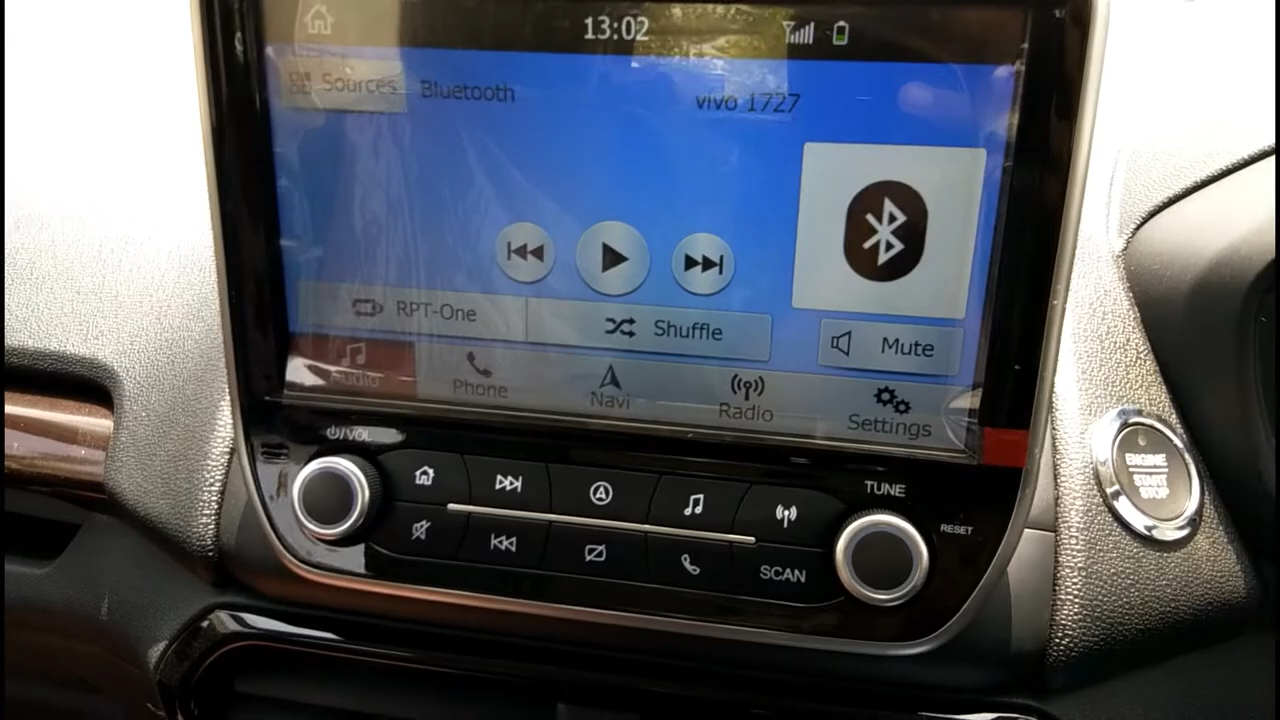 13:02
Sources Bluetooth vivo 1727
RPT-One Shuffle Mute
Audio Phone Navi Radio Settings
/VOL
TUNE
RESET
SCAN
ENGINE
START
STOP